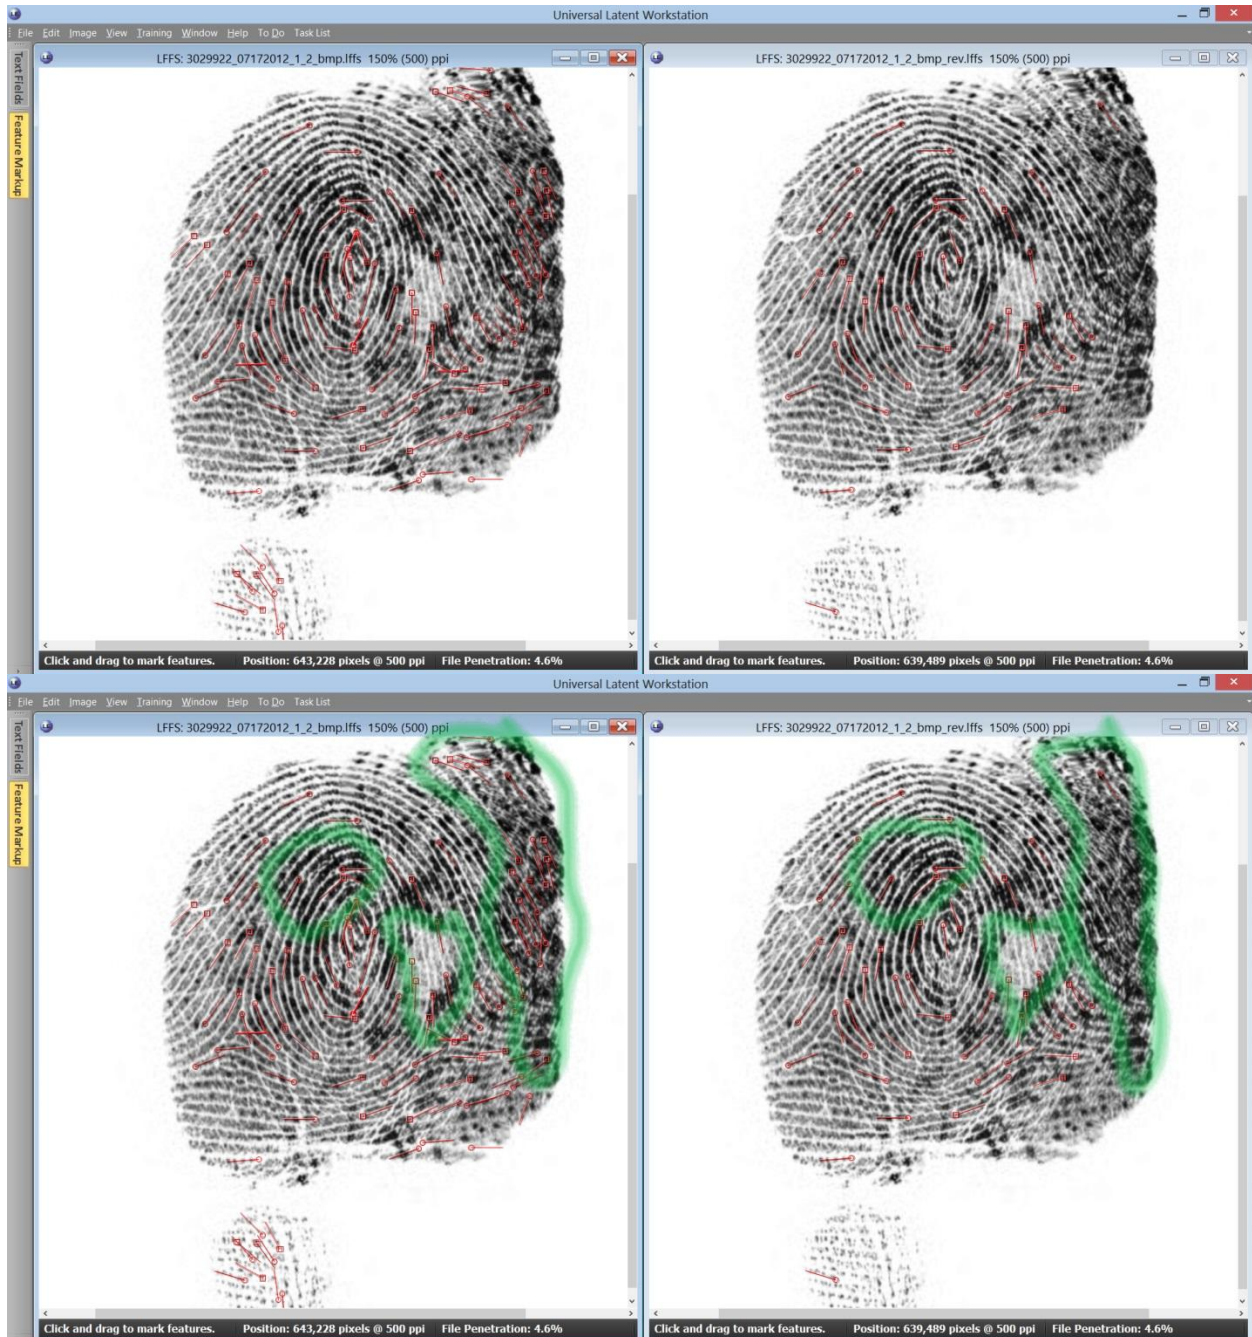 Universal Latent Workstation
File Edit Image View Training Window Help To Do Task List
Text Fields
Feature Markup
LFFS: 3029922_07172012_1_2_bmp.lffs 150% (500) ppi
LFFS: 3029922_07172012_1_2_bmp_rev.lffs 150% (500) ppi
Click and drag to mark features. Position: 643,228 pixels @ 500 ppi File Penetration: 4.6%
Click and drag to mark features. Position: 639,489 pixels @ 500 ppi File Penetration: 4.6%
Universal Latent Workstation
File Edit Image View Training Window Help To Do Task List
Text Fields
Feature Markup
LFFS: 3029922_07172012_1_2_bmp.lffs 150% (500) ppi
LFFS: 3029922_07172012_1_2_bmp_rev.lffs 150% (500) ppi
Click and drag to mark features. Position: 643,228 pixels @ 500 ppi File Penetration: 4.6%
Click and drag to mark features. Position: 639,489 pixels @ 500 ppi File Penetration: 4.6%